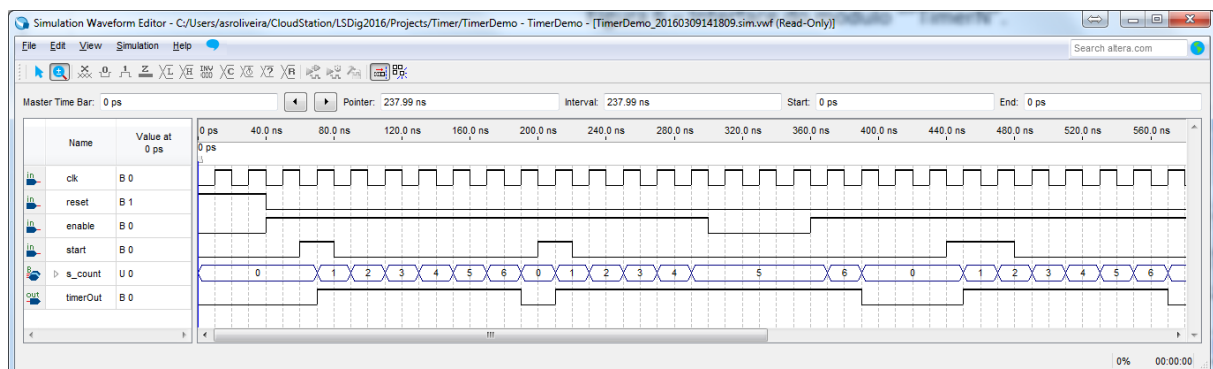 Simulation Waveform Editor - C:/Users/asroliveira/CloudStation/LSDig2016/Projects/Timer/TimerDemo - TimerDemo - [TimerDemo_20160309141809.sim.vwf (Read-Only)]
File Edit View Simulation Help
Search altera.com
Master Time Bar: 0 ps
Pointer: 237.99 ns
Interval: 237.99 ns
Start: 0 ps
End: 0 ps
Name
Value at 0 ps
0 ps 40.0 ns 80.0 ns 120.0 ns 160.0 ns 200.0 ns 240.0 ns 280.0 ns 320.0 ns 360.0 ns 400.0 ns 440.0 ns 480.0 ns 520.0 ns 560.0 ns
0 ps
in clk B 0
in reset B 1
in enable B 0
in start B 0
s_count U 0 0 1 2 3 4 5 6 0 1 2 3 4 5 6 0 1 2 3 4 5 6
out timerOut B 0
0% 00:00:00